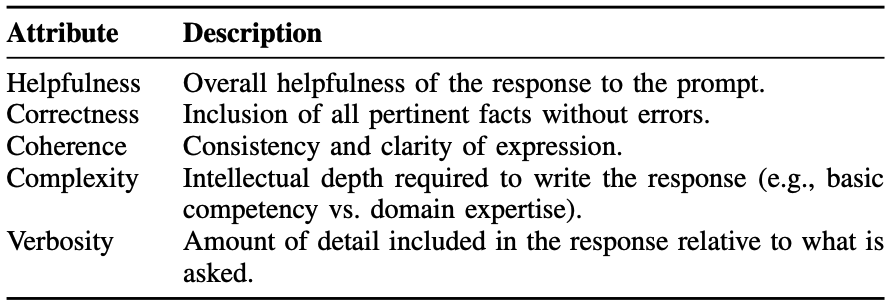 Attribute Description
Helpfulness Overall helpfulness of the response to the prompt.
Correctness Inclusion of all pertinent facts without errors.
Coherence Consistency and clarity of expression.
Complexity Intellectual depth required to write the response (e.g., basic
competency vs. domain expertise).
Verbosity Amount of detail included in the response relative to what is
asked.